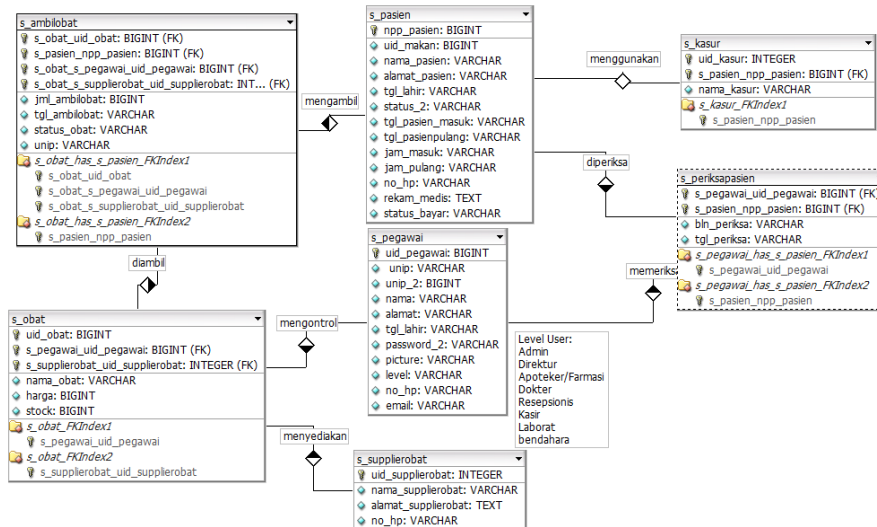 s_ambilobat
s_obat_uid_obat: BIGINT (FK)
s_pasien_npp_pasien: BIGINT (FK)
s_obat_s_pegawai_uid_pegawai: BIGINT (FK)
s_obat_s_supplierobat_uid_supplierobat: INT... (FK)
jml_ambilobat: BIGINT
tgl_ambilobat: VARCHAR
status_obat: VARCHAR
unip: VARCHAR
s_obat_has_s_pasien_FKIndex1
s_obat_uid_obat
s_obat_s_pegawai_uid_pegawai
s_obat_s_supplierobat_uid_supplierobat
s_obat_has_s_pasien_FKIndex2
s_pasien_npp_pasien
mengambil
s_pasien
npp_pasien: BIGINT
uid_makan: BIGINT
nama_pasien: VARCHAR
alamat_pasien: VARCHAR
tgl_lahir: VARCHAR
status_2: VARCHAR
tgl_pasien_masuk: VARCHAR
tgl_pasienpulang: VARCHAR
jam_masuk: VARCHAR
jam_pulang: VARCHAR
no_hp: VARCHAR
rekam_medis: TEXT
status_bayar: VARCHAR
menggunakan
s_kasur
uid_kasur: INTEGER
s_pasien_npp_pasien: BIGINT (FK)
nama_kasur: VARCHAR
s_kasur_FKIndex1
s_pasien_npp_pasien
diperiksa
s_periksapasien
s_pegawai_uid_pegawai: BIGINT (FK)
s_pasien_npp_pasien: BIGINT (FK)
bln_periksa: VARCHAR
tgl_periksa: VARCHAR
s_pegawai_has_s_pasien_FKIndex1
s_pegawai_uid_pegawai
s_pegawai_has_s_pasien_FKIndex2
s_pasien_npp_pasien
diambil
s_pegawai
uid_pegawai: BIGINT
unip: VARCHAR
unip_2: BIGINT
nama: VARCHAR
alamat: VARCHAR
tgl_lahir: VARCHAR
password_2: VARCHAR
picture: VARCHAR
level: VARCHAR
no_hp: VARCHAR
email: VARCHAR
memeriks
s_obat
uid_obat: BIGINT
s_pegawai_uid_pegawai: BIGINT (FK)
s_supplierobat_uid_supplierobat: INTEGER (FK)
nama_obat: VARCHAR
harga: BIGINT
stock: BIGINT
s_obat_FKIndex1
s_pegawai_uid_pegawai
s_obat_FKIndex2
s_supplierobat_uid_supplierobat
mengontrol
Level User:
Admin
Direktur
Apoteker/Farmasi
Dokter
Resepsionis
Kasir
Laborat
bendahara
menyediakan
s_supplierobat
uid_supplierobat: INTEGER
nama_supplierobat: VARCHAR
alamat_supplierobat: TEXT
no_hp: VARCHAR